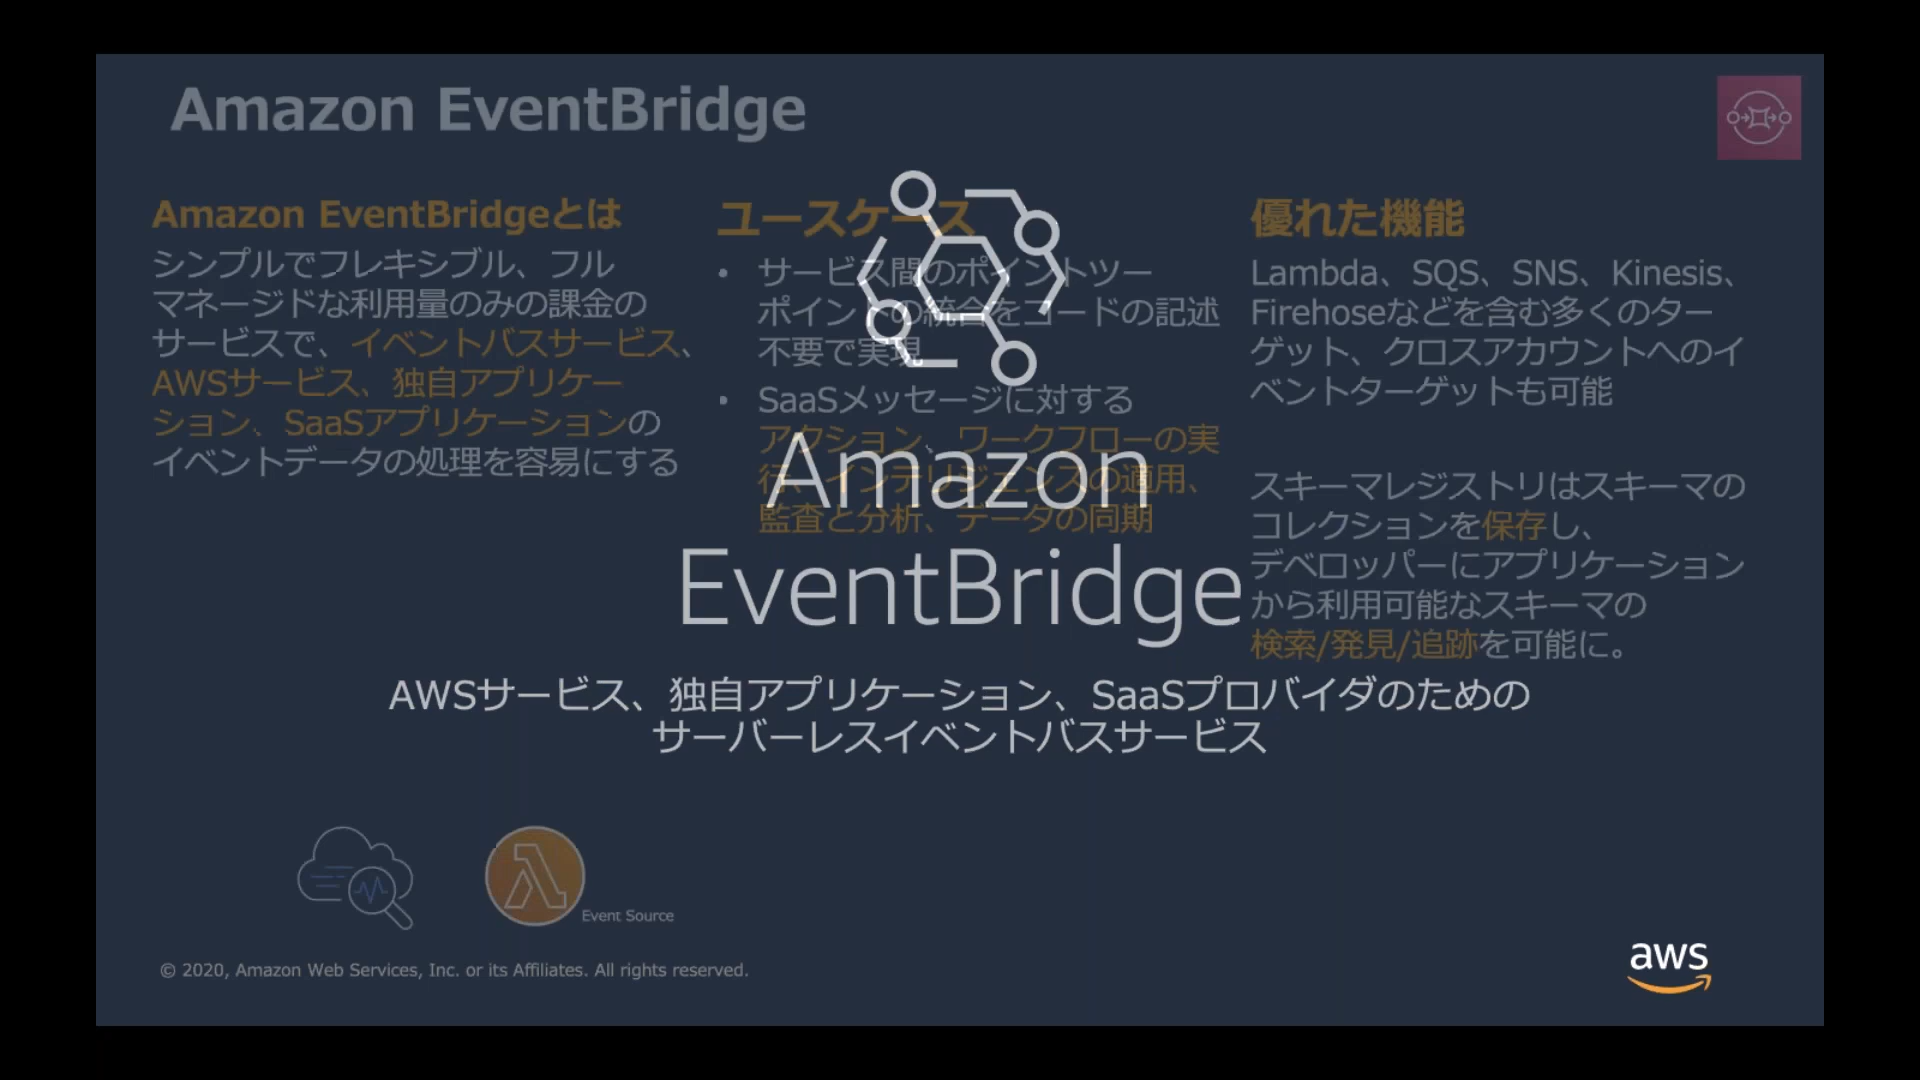 Amazon EventBridge
Amazon EventBridgeとは
シンプルでフレキシブル、フル
マネージドな利用量のみの課金の
サービスで、イベントバスサービス、
AWSサービス、独自アプリケー
ション、SaaSアプリケーションの
イベントデータの処理を容易にする
ユースケース
• サービス間のポイントツー
ポイントの統合をコードの記述
不要で実現
• SaaSメッセージに対する
アクション、ワークフローの実
行、インテリジェンスの適用、
監査と分析、データの同期
優れた機能
Lambda、SQS、SNS、Kinesis、
Firehoseなどを含む多くのター
ゲット、クロスアカウントへのイ
ベントターゲットも可能
スキーマレジストリはスキーマの
コレクションを保存し、
デベロッパーにアプリケーション
から利用可能なスキーマの
検索/発見/追跡を可能に。
Amazon
EventBridge
AWSサービス、独自アプリケーション、SaaSプロバイダのための
サーバーレスイベントバスサービス
Event Source
© 2020, Amazon Web Services, Inc. or its Affiliates. All rights reserved.
aws